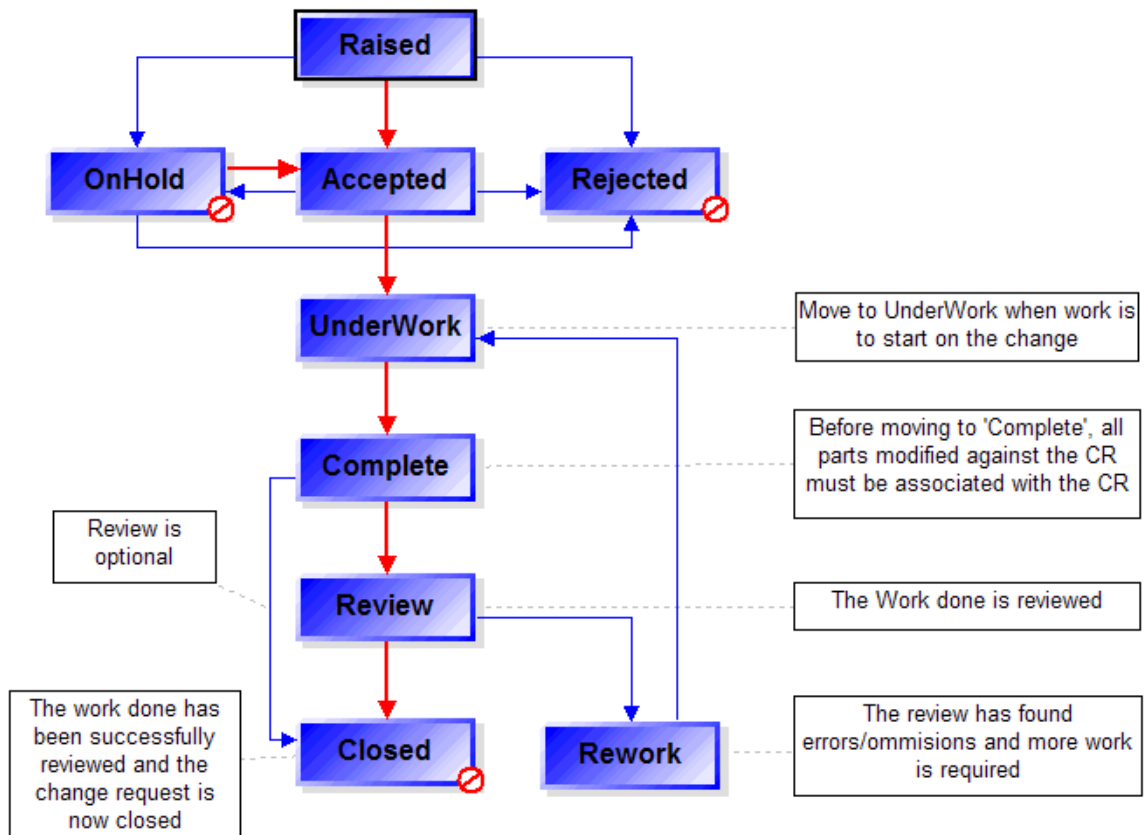 Raised
OnHold
Accepted
Rejected
UnderWork
Move to UnderWork when work is
to start on the change
Complete
Before moving to 'Complete', all
parts modified against the CR
must be associated with the CR
Review is
optional
Review
The Work done is reviewed
The work done has
been successfully
reviewed and the
change request is
now closed
Closed
Rework
The review has found
errors/ommisions and more work
is required